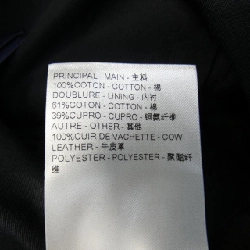 PRINCIPAL - MAIN - 主料
100%COTON - COTTON - 棉
DOUBLURE - LINING - 内衬
61%COTON - COTTON - 棉
39%CUPRO - CUPRO - 铜氨纤
AUTRE - OTHER - 其他
100%CUIR DE VACHETTE - COW
LEATHER - 牛皮革
POLYESTER - POLYESTER - 聚酯纤
维